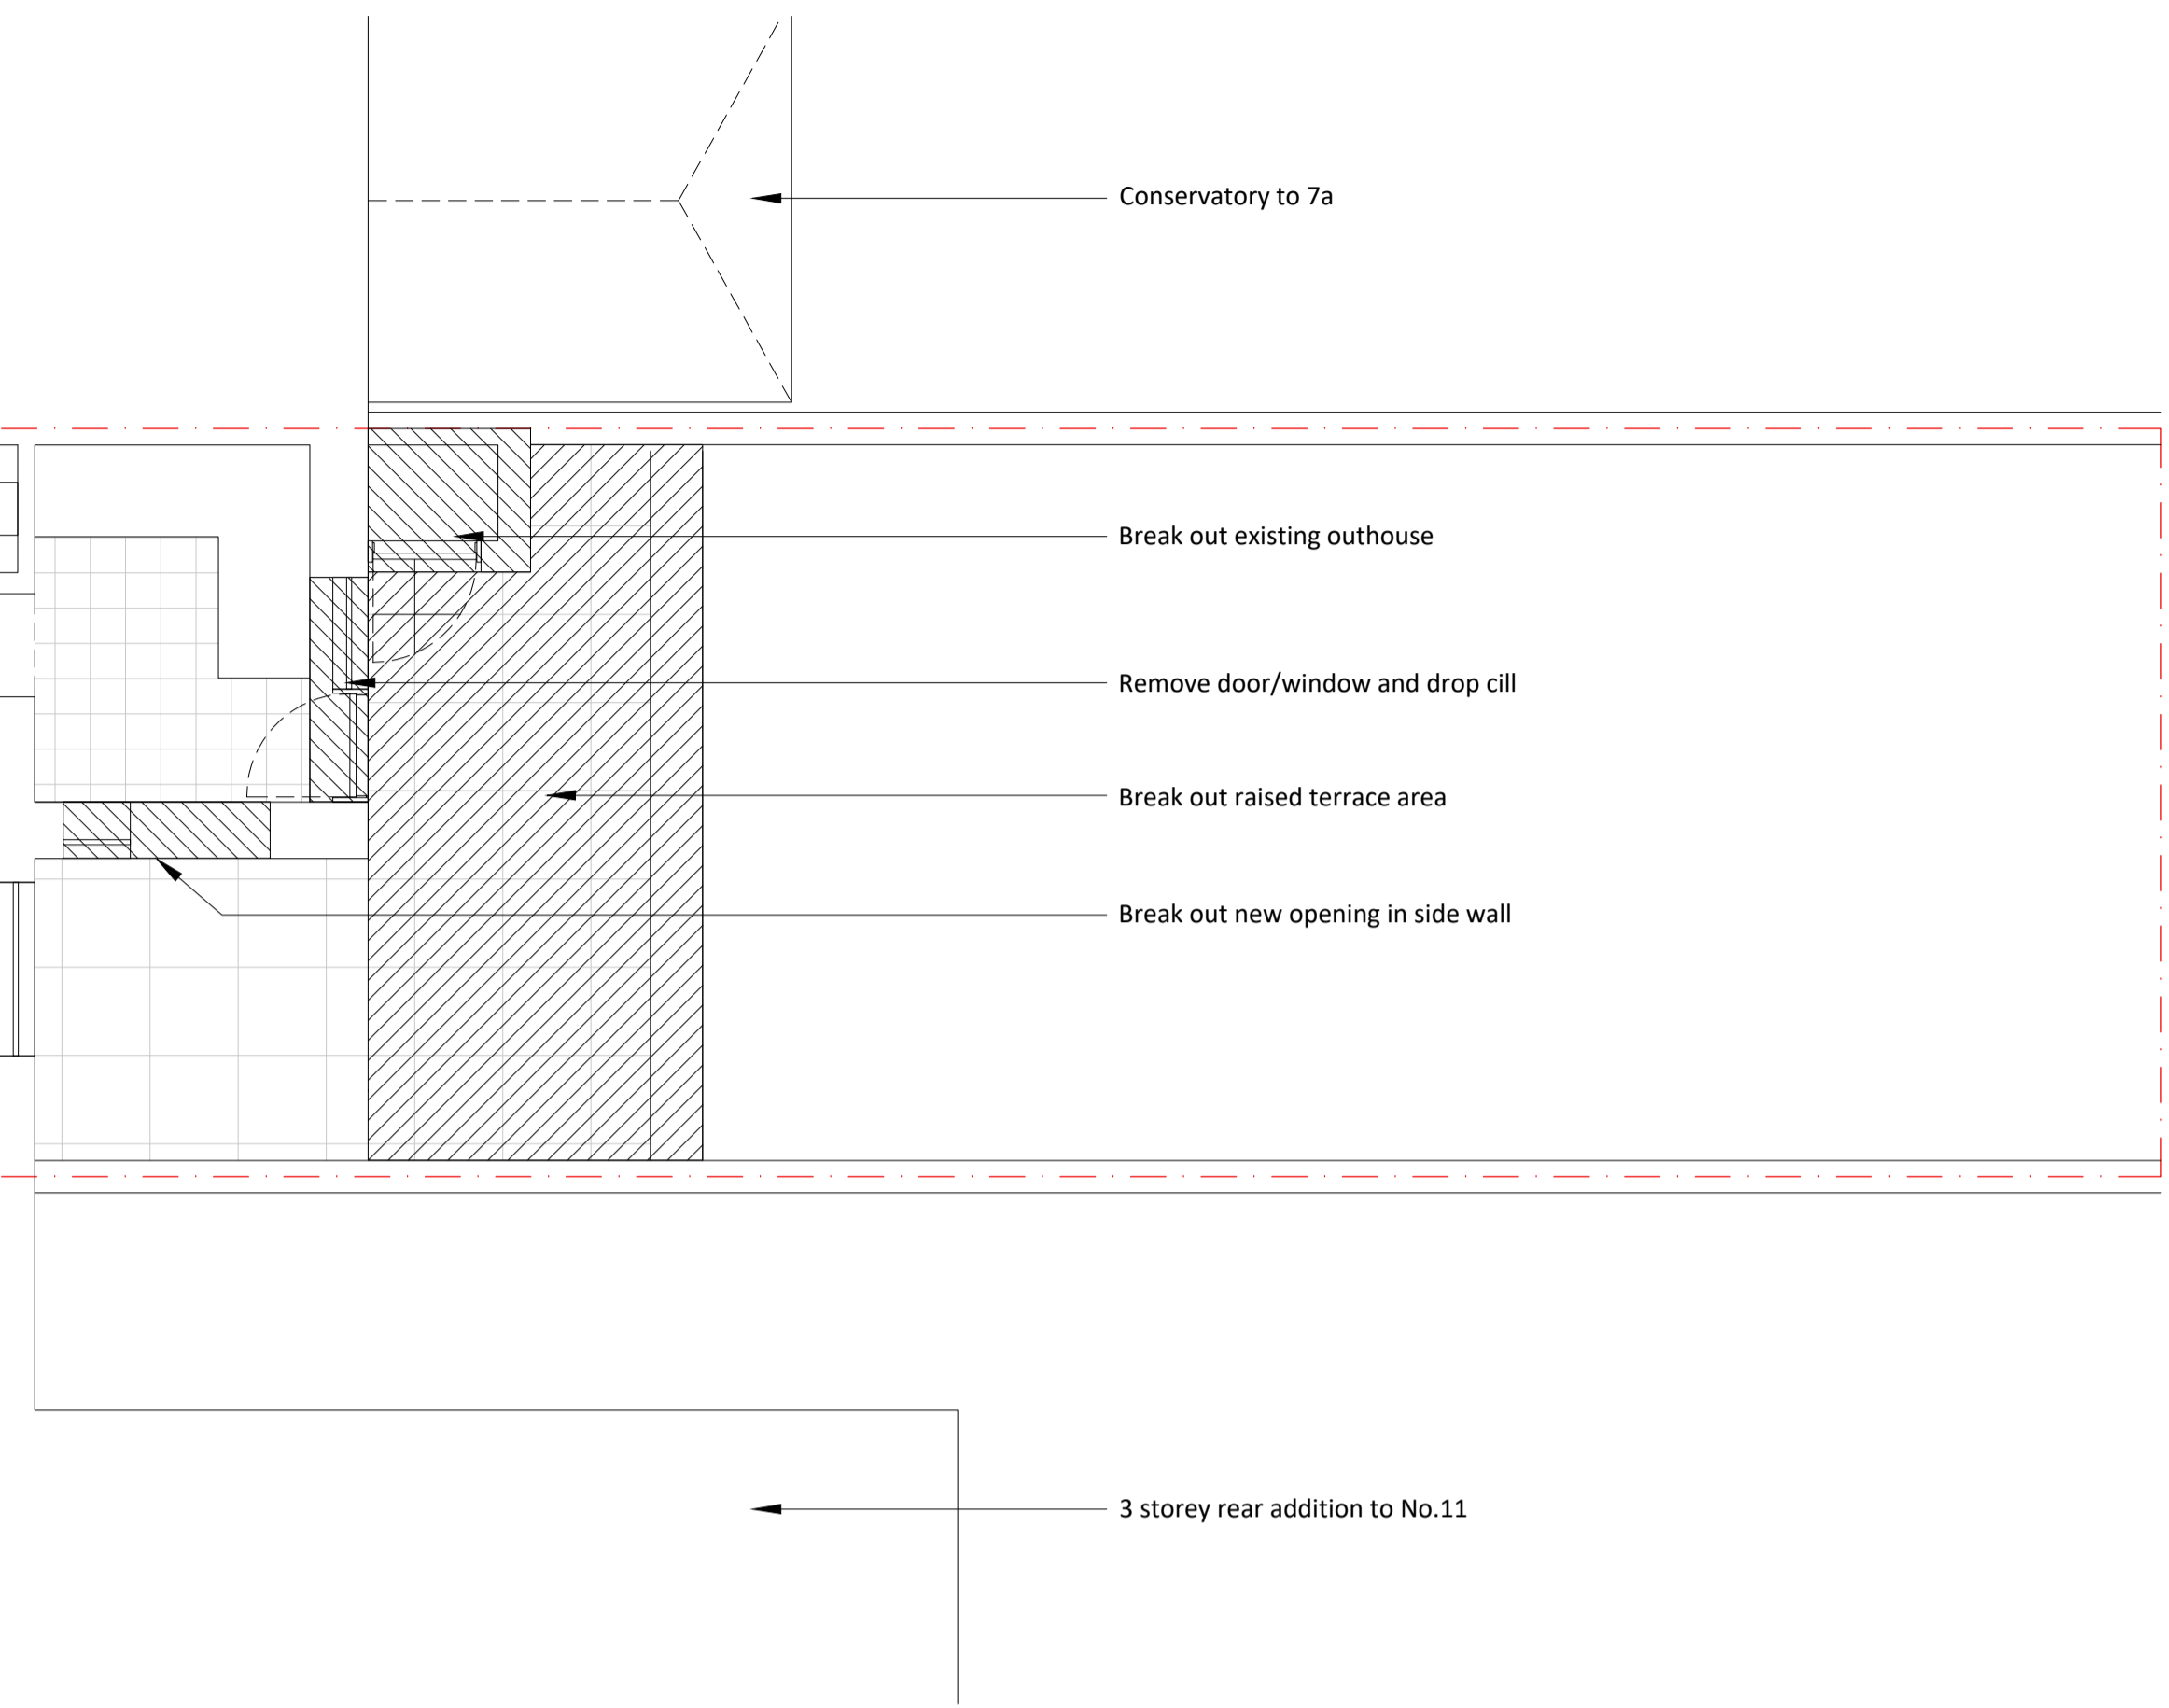 Conservatory to 7a
Break out existing outhouse
Remove door/window and drop cill
Break out raised terrace area
Break out new opening in side wall
3 storey rear addition to No.11